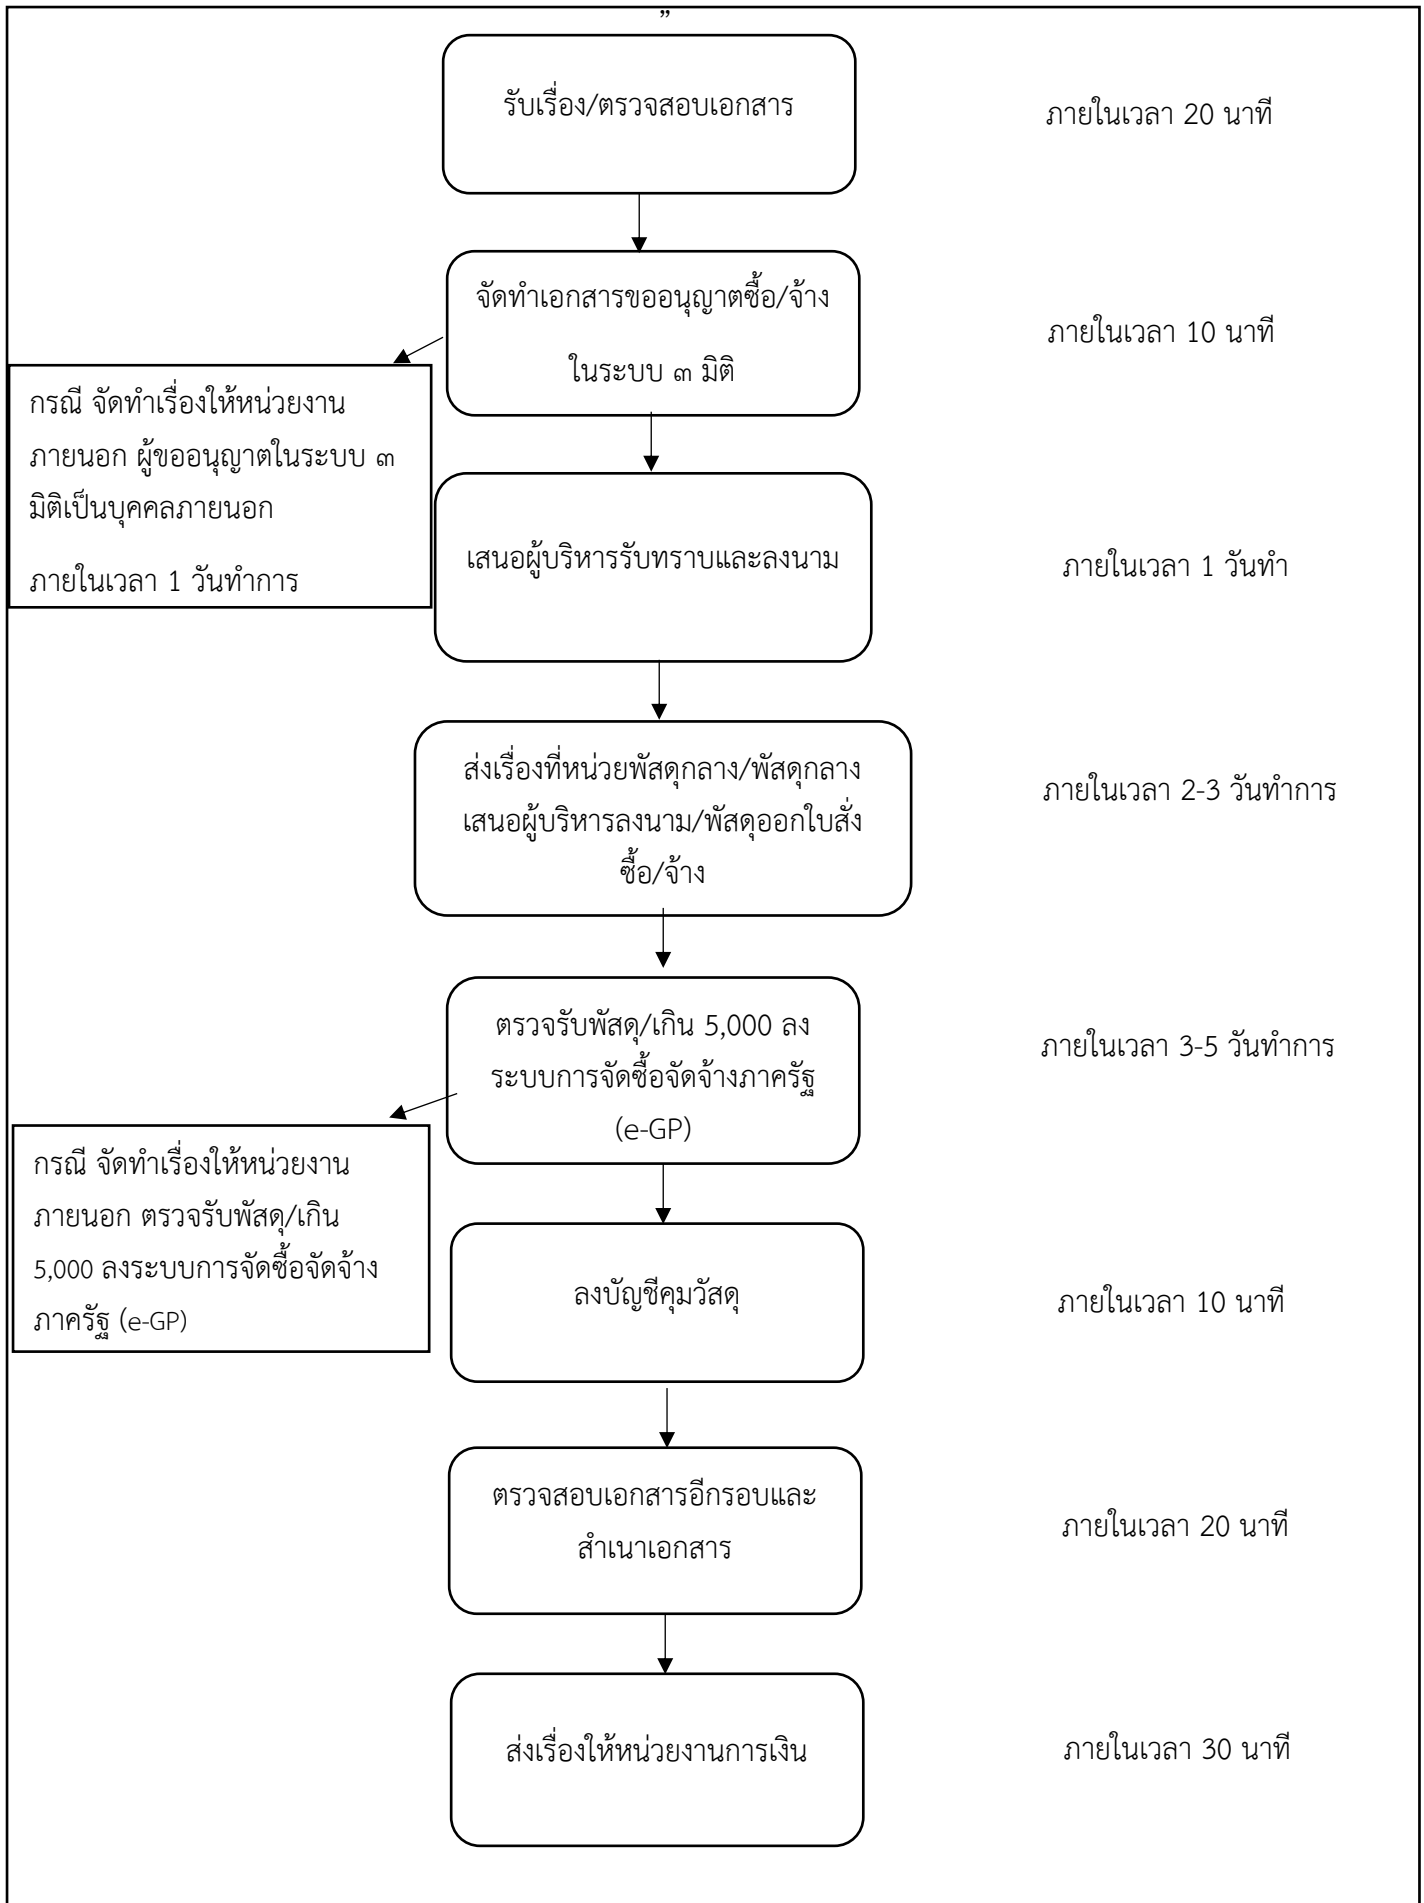 ”
รับเรื่อง/ตรวจสอบเอกสาร
ภายในเวลา 20 นาที
จัดทำเอกสารขออนุญาตซื้อ/จ้าง
ในระบบ ๓ มิติ
ภายในเวลา 10 นาที
กรณี จัดทำเรื่องให้หน่วยงาน
ภายนอก ผู้ขออนุญาตในระบบ ๓
มิติเป็นบุคคลภายนอก
ภายในเวลา 1 วันทำการ
เสนอผู้บริหารรับทราบและลงนาม
ภายในเวลา 1 วันทำ
ส่งเรื่องที่หน่วยพัสดุกลาง/พัสดุกลาง
เสนอผู้บริหารลงนาม/พัสดุออกใบสั่ง
ซื้อ/จ้าง
ภายในเวลา 2-3 วันทำการ
ตรวจรับพัสดุ/เกิน 5,000 ลง
ระบบการจัดซื้อจัดจ้างภาครัฐ
(e-GP)
ภายในเวลา 3-5 วันทำการ
กรณี จัดทำเรื่องให้หน่วยงาน
ภายนอก ตรวจรับพัสดุ/เกิน
5,000 ลงระบบการจัดซื้อจัดจ้าง
ภาครัฐ (e-GP)
ลงบัญชีคุมวัสดุ
ภายในเวลา 10 นาที
ตรวจสอบเอกสารอีกรอบและ
สำเนาเอกสาร
ภายในเวลา 20 นาที
ส่งเรื่องให้หน่วยงานการเงิน
ภายในเวลา 30 นาที